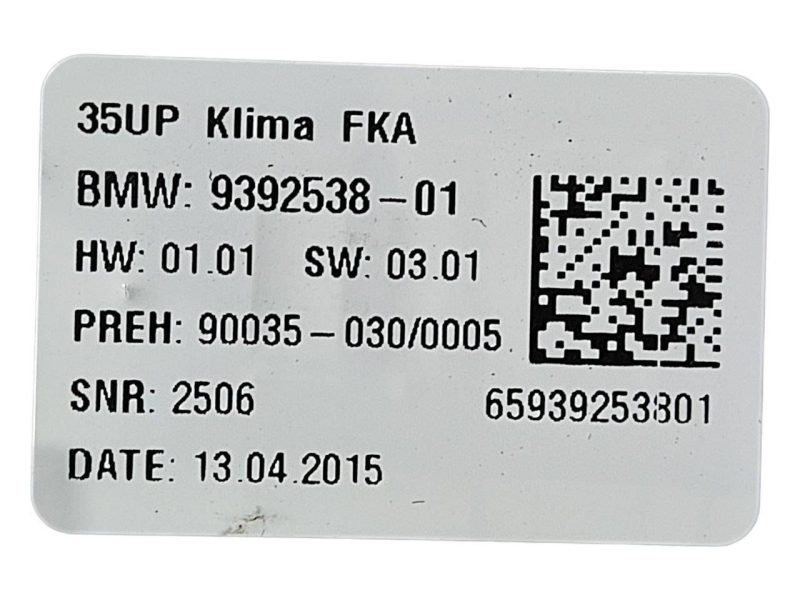 35UP Klima FKA
BMW: 9392538-01
HW: 01.01 SW: 03.01
PREH: 90035-030/0005
SNR: 2506
65939253801
DATE: 13.04.2015